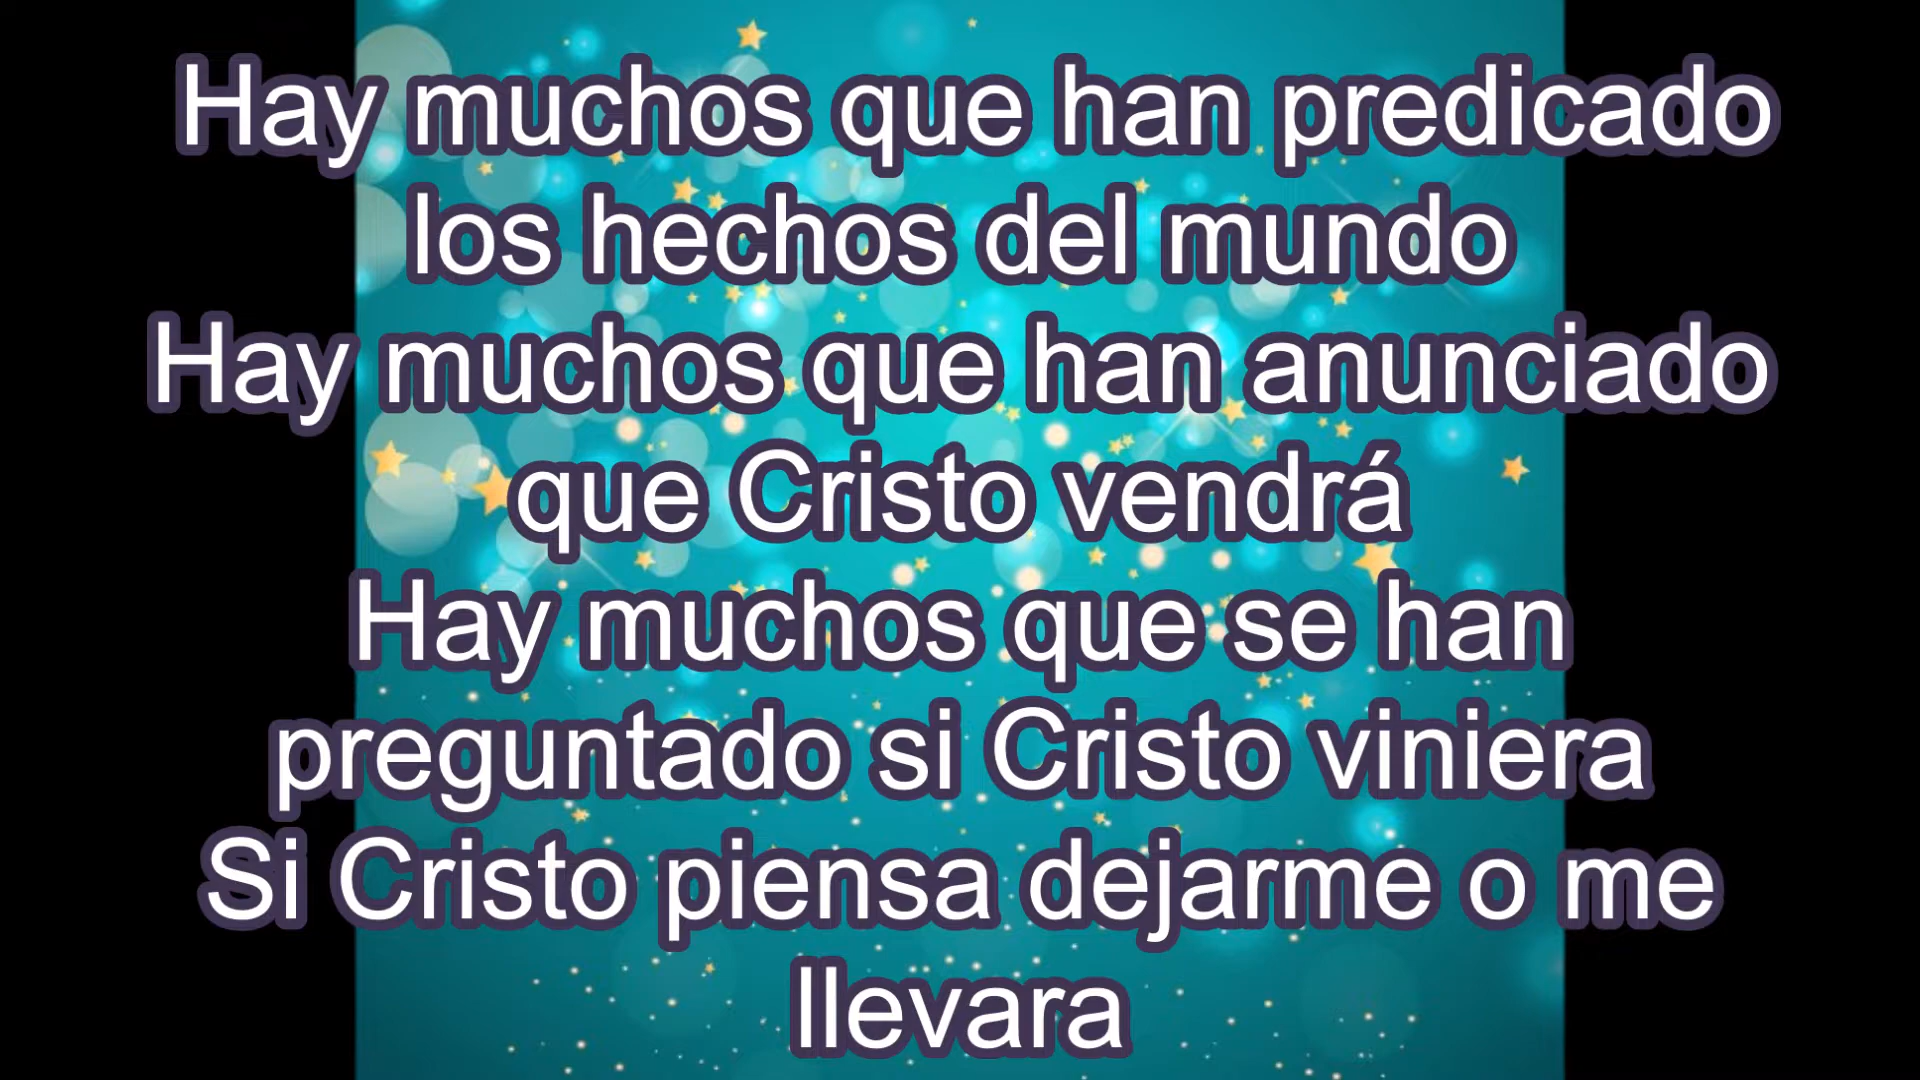 Hay muchos que han predicado
los hechos del mundo
Hay muchos que han anunciado
que Cristo vendrá
Hay muchos que se han
preguntado si Cristo viniera
Si Cristo piensa dejarme o me
llevara